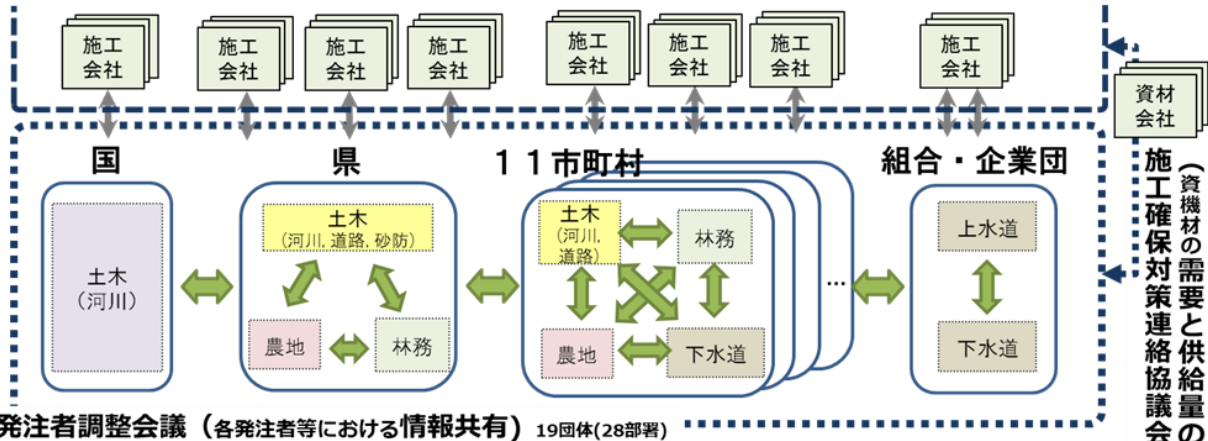 施工
会社
施工
会社
施工
会社
施工
会社
施工
会社
施工
会社
施工
会社
施工
会社
資材
会社
国
県
11市町村
組合・企業団
土木
(河川)
土木
(河川, 道路, 砂防)
農地
林務
土木
(河川,
道路)
林務
農地
下水道
…
上水道
下水道
(資機材の需要と供給量の
施工確保対策連絡協議会
発注者調整会議(各発注者等における情報共有) 19団体(28部署)